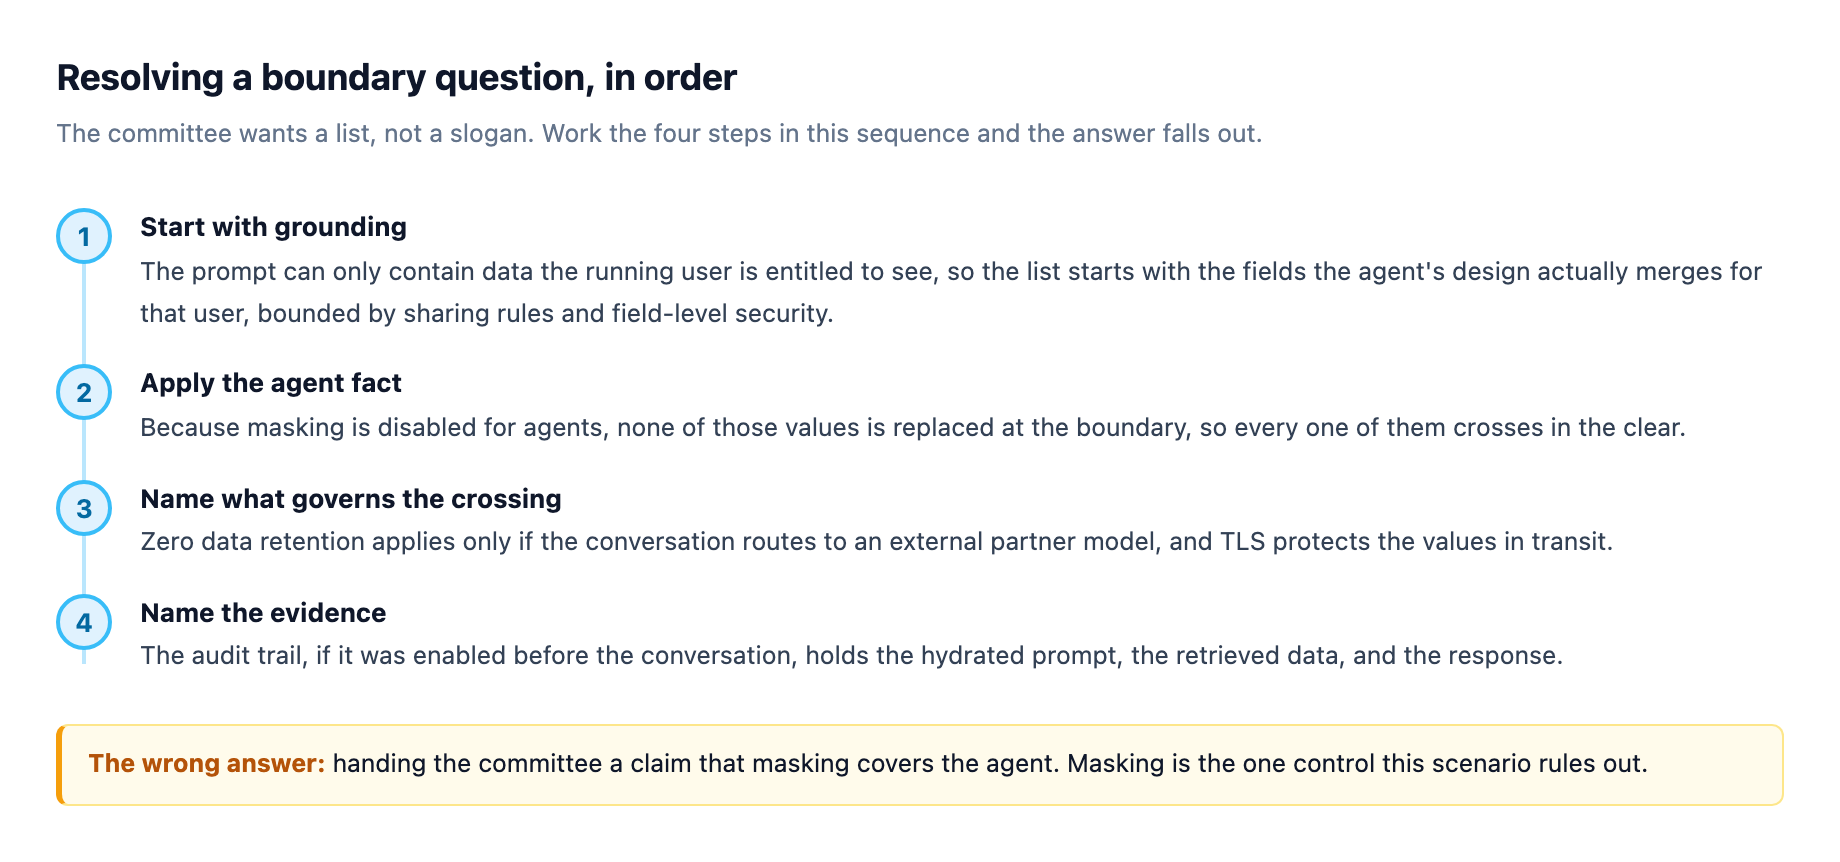 Resolving a boundary question, in order
The committee wants a list, not a slogan. Work the four steps in this sequence and the answer falls out.
1
Start with grounding
The prompt can only contain data the running user is entitled to see, so the list starts with the fields the agent's design actually merges for
that user, bounded by sharing rules and field-level security.
2
Apply the agent fact
Because masking is disabled for agents, none of those values is replaced at the boundary, so every one of them crosses in the clear.
3
Name what governs the crossing
Zero data retention applies only if the conversation routes to an external partner model, and TLS protects the values in transit.
4
Name the evidence
The audit trail, if it was enabled before the conversation, holds the hydrated prompt, the retrieved data, and the response.
The wrong answer: handing the committee a claim that masking covers the agent. Masking is the one control this scenario rules out.